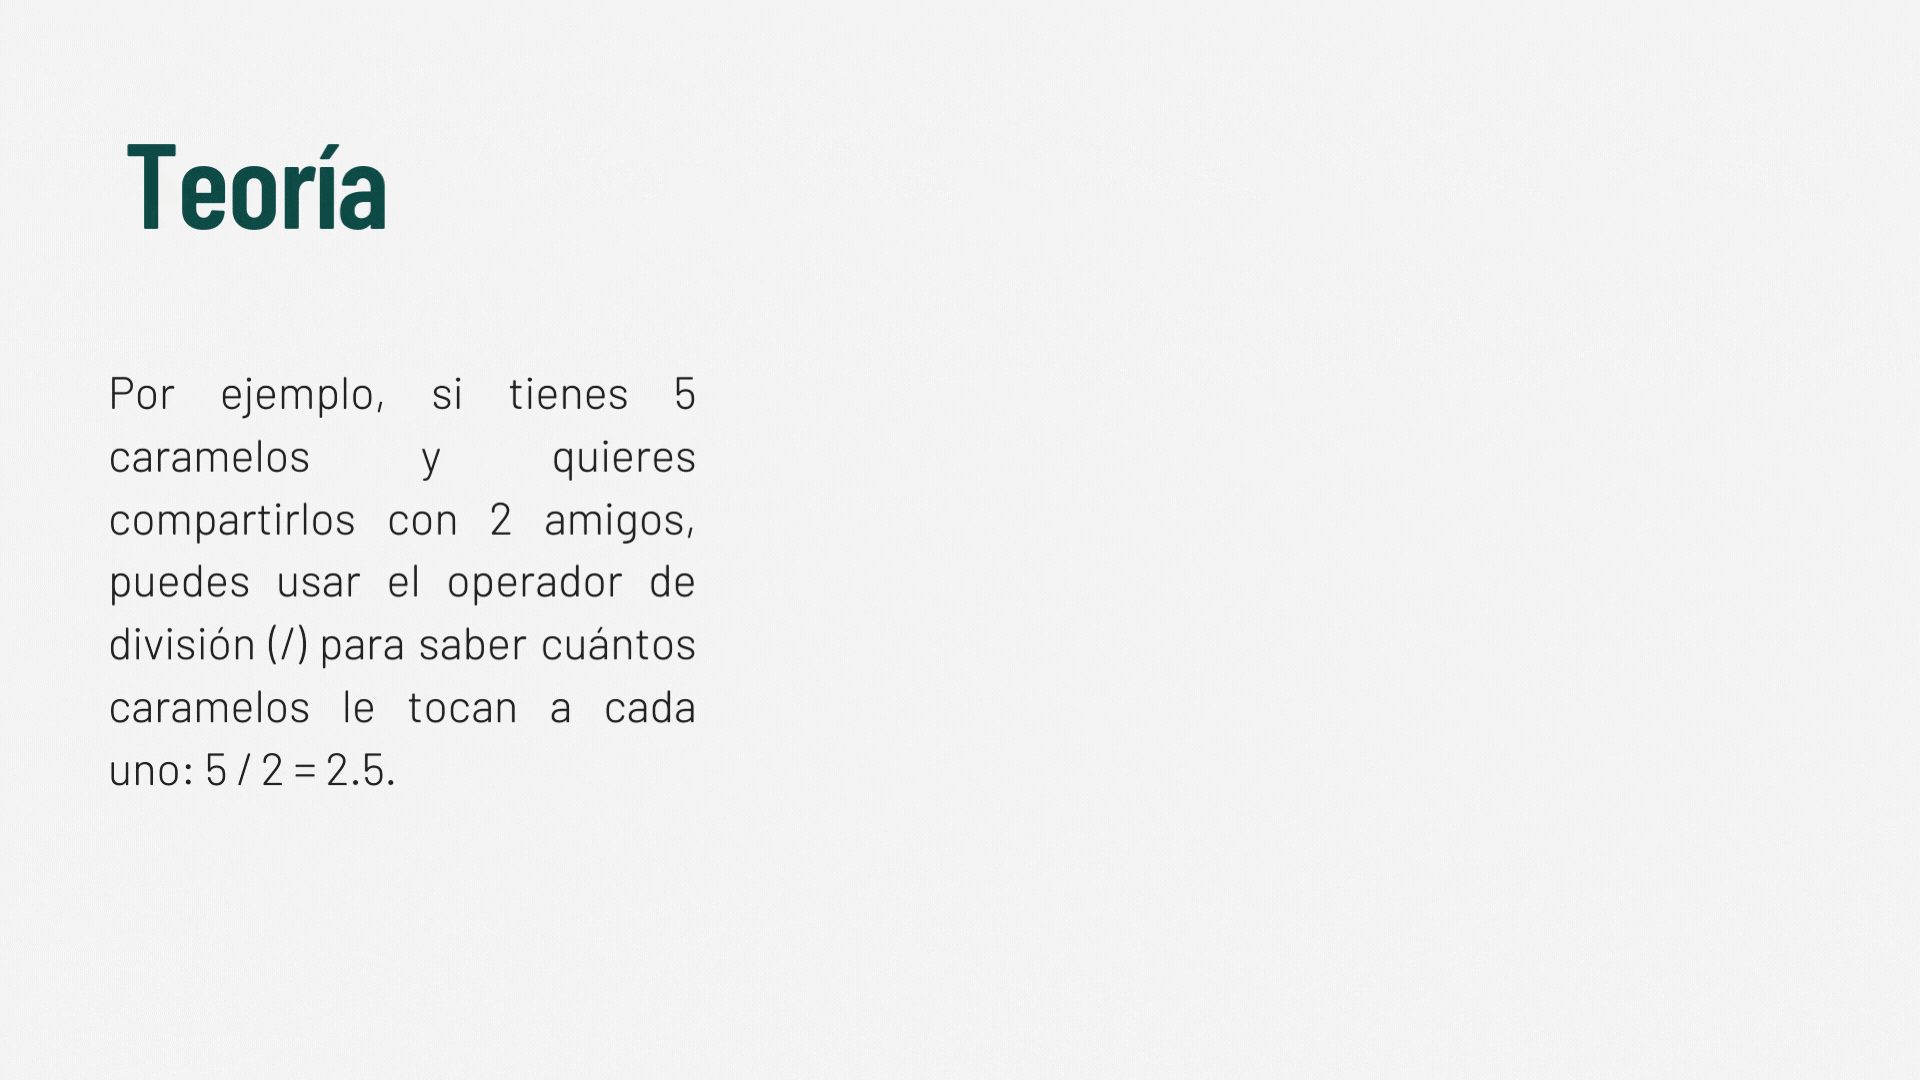 Teoría
Por ejemplo, si tienes 5
caramelos y quieres
compartirlos con 2 amigos,
puedes usar el operador de
división (/) para saber cuántos
caramelos le tocan a cada
uno: 5 / 2 = 2.5.